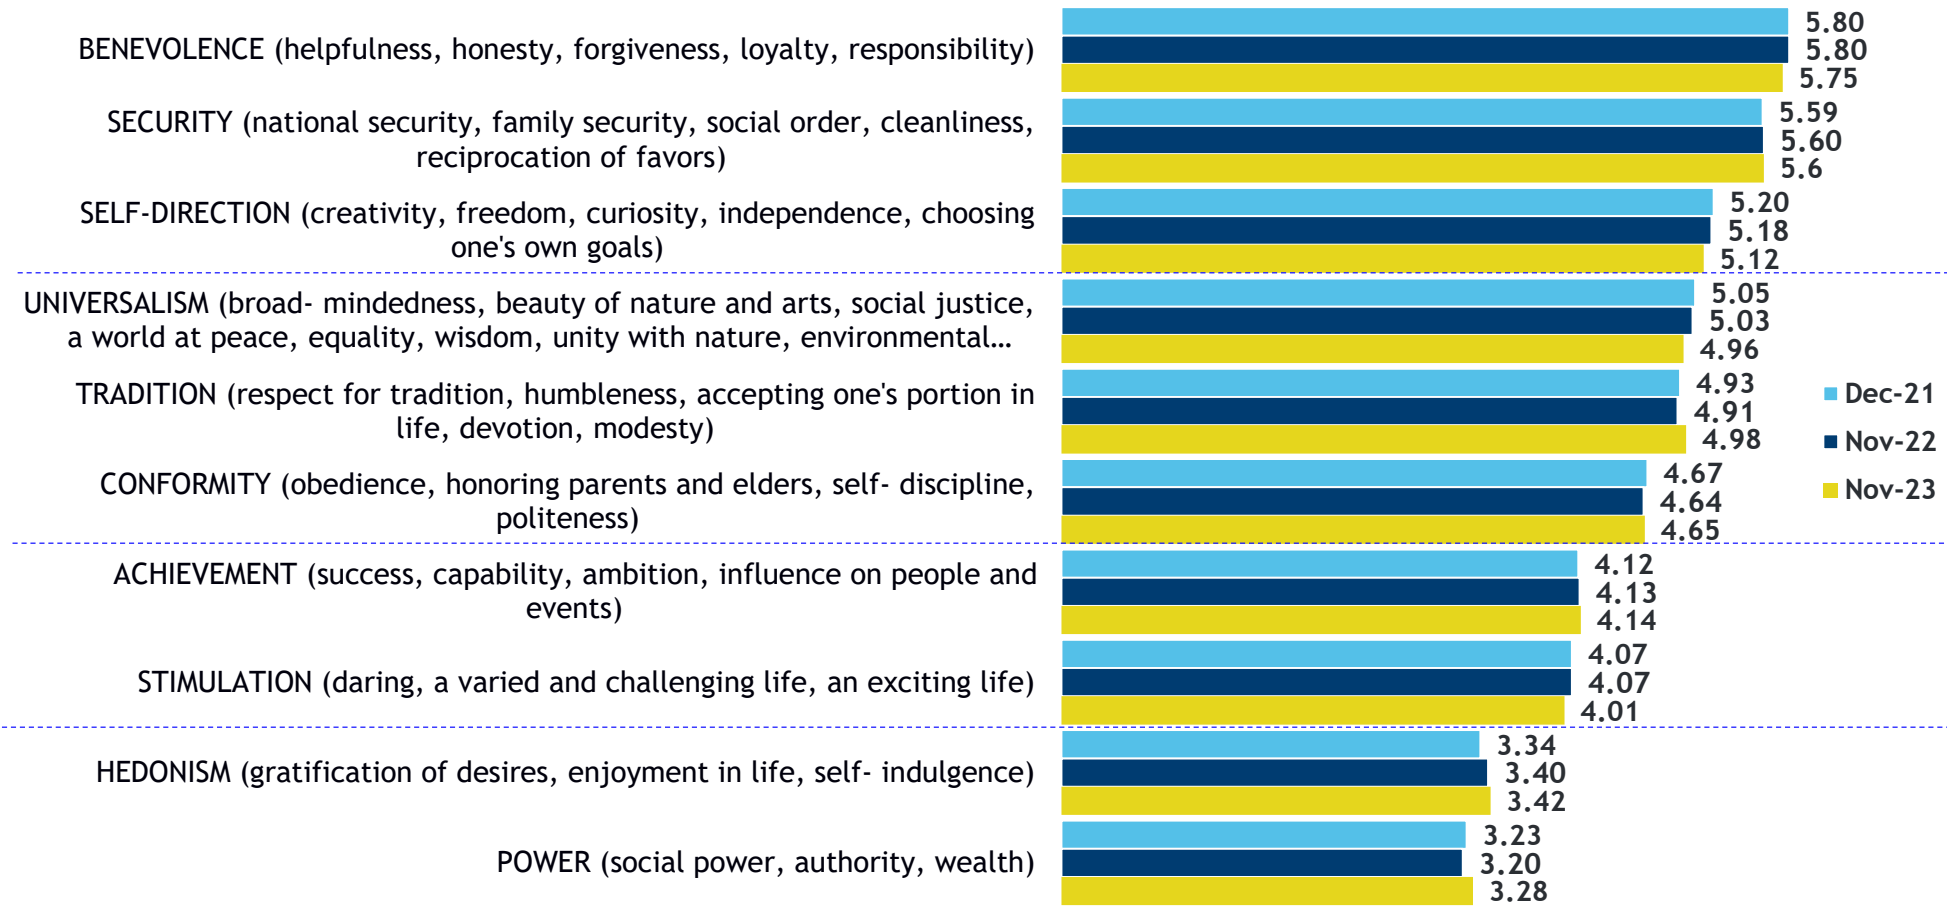 BENEVOLENCE (helpfulness, honesty, forgiveness, loyalty, responsibility)
5.80
5.80
5.75
SECURITY (national security, family security, social order, cleanliness,
reciprocation of favors)
5.59
5.60
5.6
SELF-DIRECTION (creativity, freedom, curiosity, independence, choosing
one's own goals)
5.20
5.18
5.12
UNIVERSALISM (broad- mindedness, beauty of nature and arts, social justice,
a world at peace, equality, wisdom, unity with nature, environmental…
5.05
5.03
4.96
TRADITION (respect for tradition, humbleness, accepting one's portion in
life, devotion, modesty)
4.93
4.91
4.98
CONFORMITY (obedience, honoring parents and elders, self- discipline,
politeness)
4.67
4.64
4.65
ACHIEVEMENT (success, capability, ambition, influence on people and
events)
4.12
4.13
4.14
STIMULATION (daring, a varied and challenging life, an exciting life)
4.07
4.07
4.01
HEDONISM (gratification of desires, enjoyment in life, self- indulgence)
3.34
3.40
3.42
POWER (social power, authority, wealth)
3.23
3.20
3.28
Dec-21
Nov-22
Nov-23